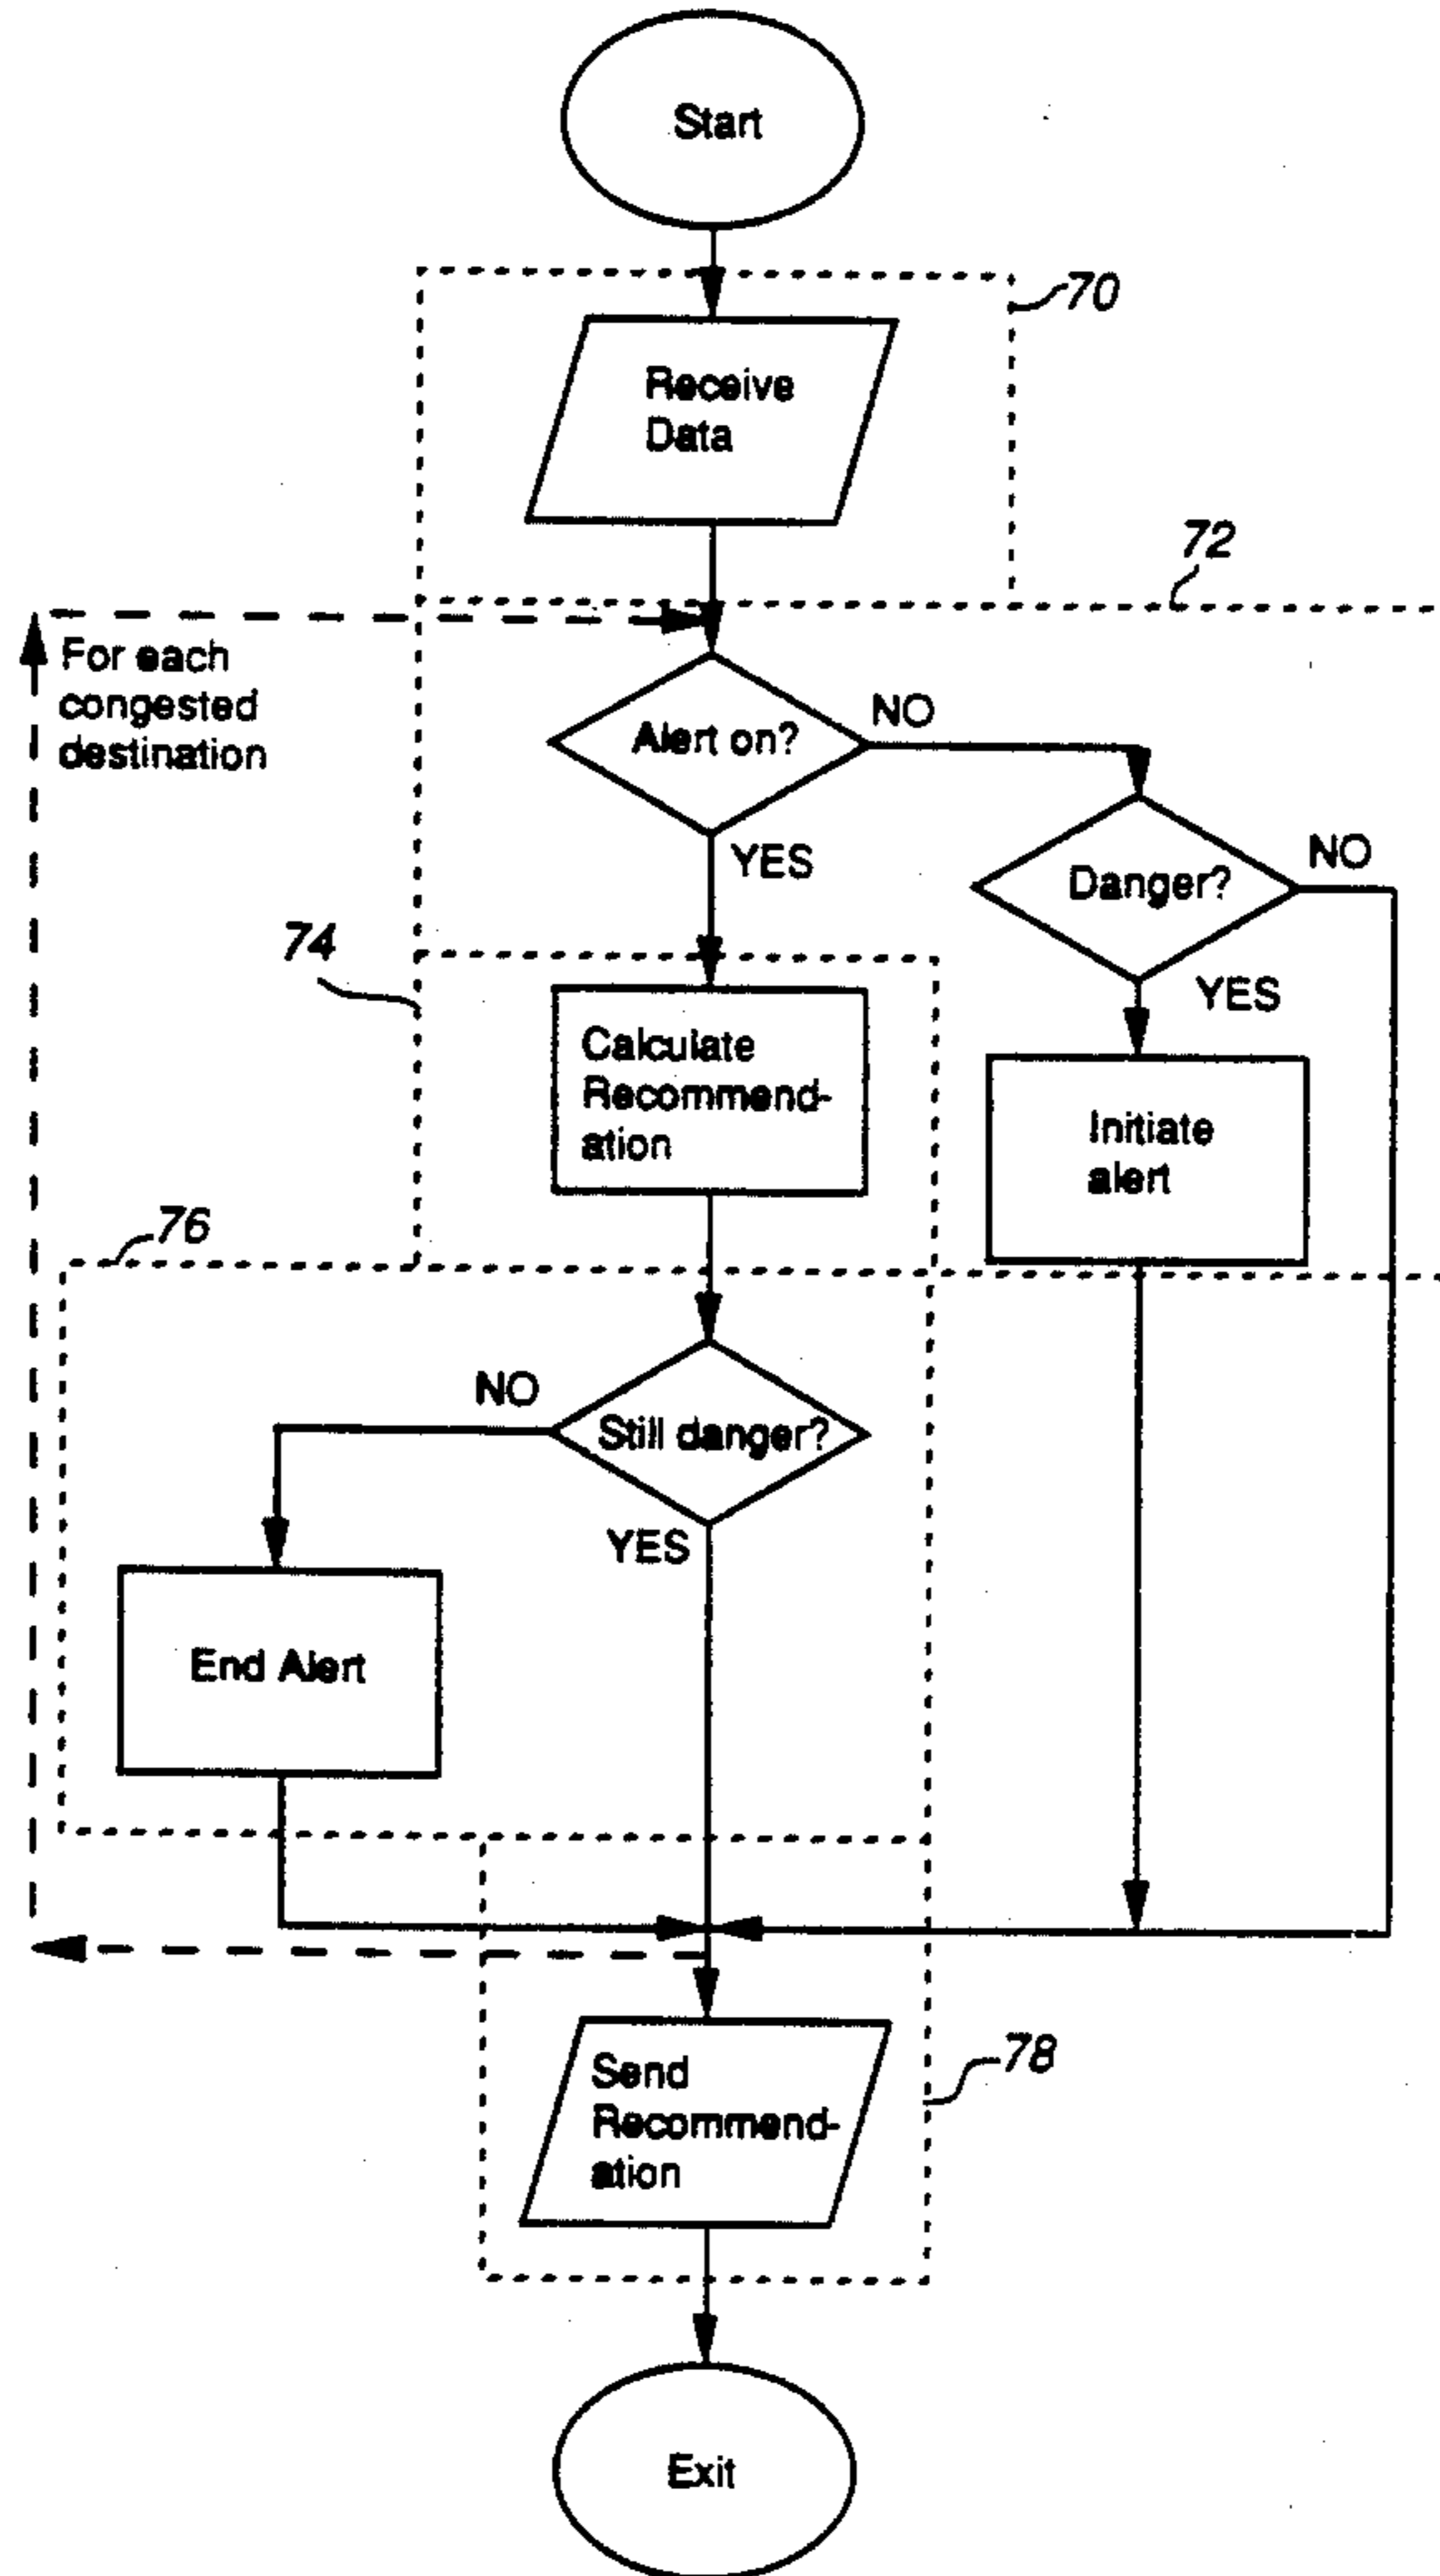 Start
70
Receive
Data
72
For each
congested
destination
Alert on?
NO
YES
Danger?
NO
YES
74
Calculate
Recommend-
ation
Initiate
alert
76
Still danger?
NO
YES
End Alert
Send
Recommend-
ation
78
Exit